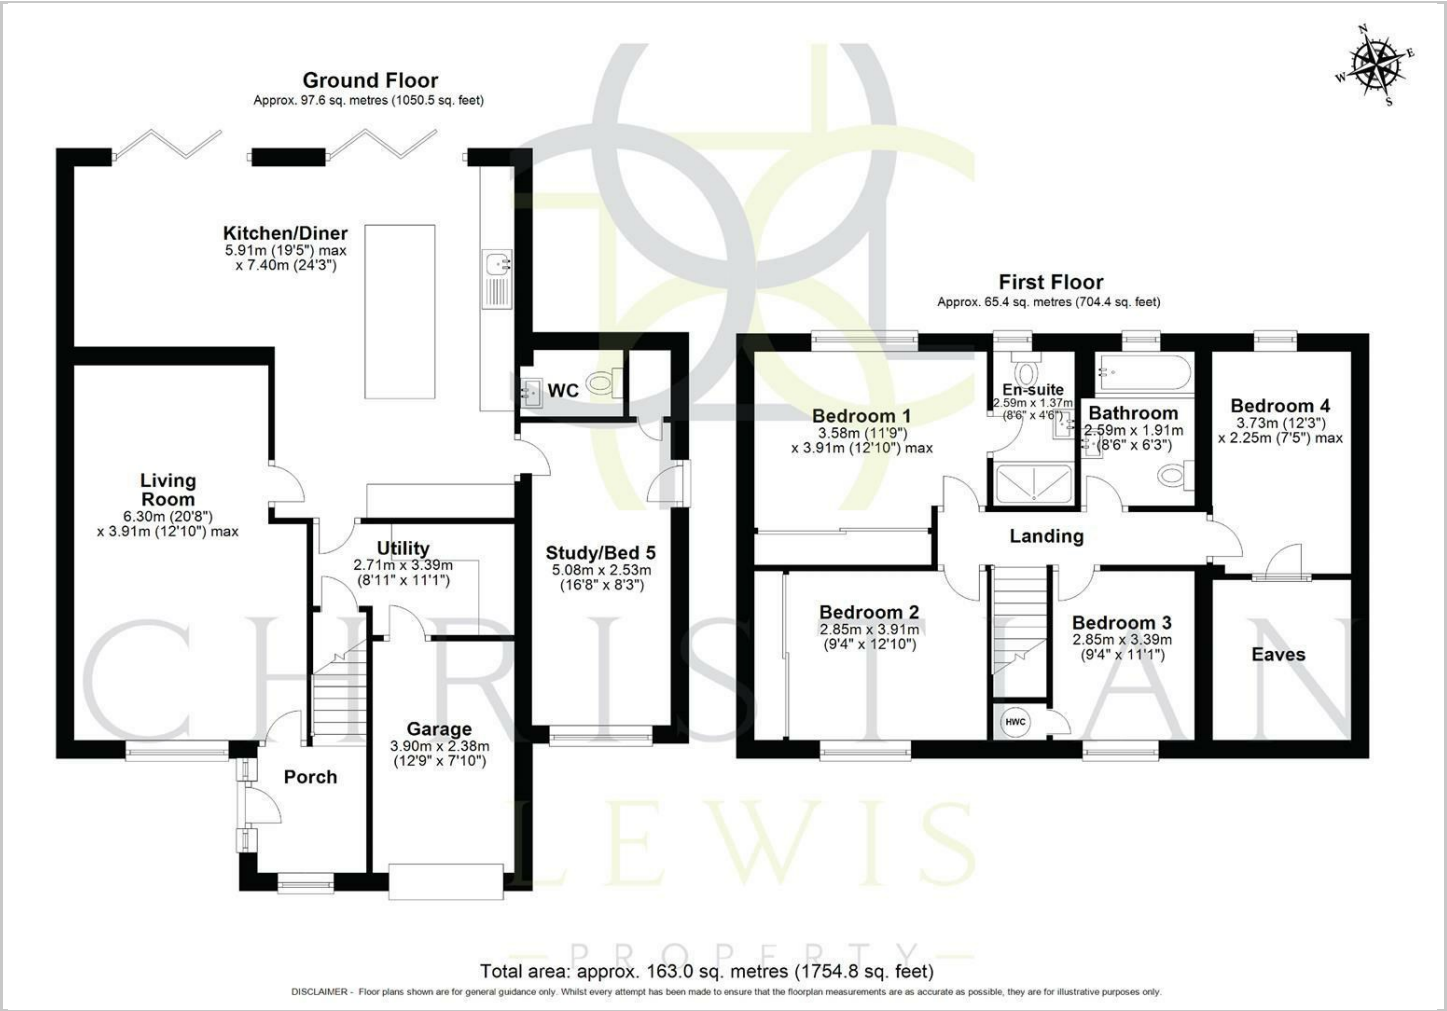 N
E
W
S
Ground Floor
Approx. 97.6 sq. metres (1050.5 sq. feet)
Kitchen/Diner
5.91m (19'5") max
x 7.40m (24'3")
WC
Living
Room
6.30m (20'8")
x 3.91m (12'10") max
Utility
2.71m x 3.39m
(8'11" x 11'1")
Study/Bed 5
5.08m x 2.53m
(16'8" x 8'3")
Garage
3.90m x 2.38m
(12'9" x 7'10")
Porch
First Floor
Approx. 65.4 sq. metres (704.4 sq. feet)
Bedroom 1
3.58m (11'9")
x 3.91m (12'10") max
En-suite
2.59m x 1.37m
(8'6" x 4'6")
Bathroom
2.59m x 1.91m
(8'6" x 6'3")
Bedroom 4
3.73m (12'3")
x 2.25m (7'5") max
Landing
Bedroom 2
2.85m x 3.91m
(9'4" x 12'10")
Bedroom 3
2.85m x 3.39m
(9'4" x 11'1")
Eaves
HWC
CHRISTIAN
LEWIS
PROPERTY
Total area: approx. 163.0 sq. metres (1754.8 sq. feet)
DISCLAIMER - Floor plans shown are for general guidance only. Whilst every attempt has been made to ensure that the floorplan measurements are as accurate as possible, they are for illustrative purposes only.